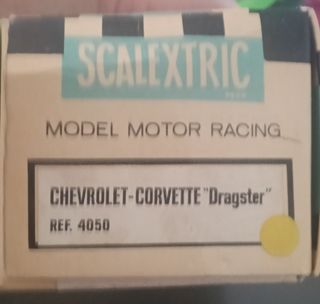 SCALEXTRIC
MODEL MOTOR RACING
CHEVROLET-CORVETTE "Dragster"
REF. 4050